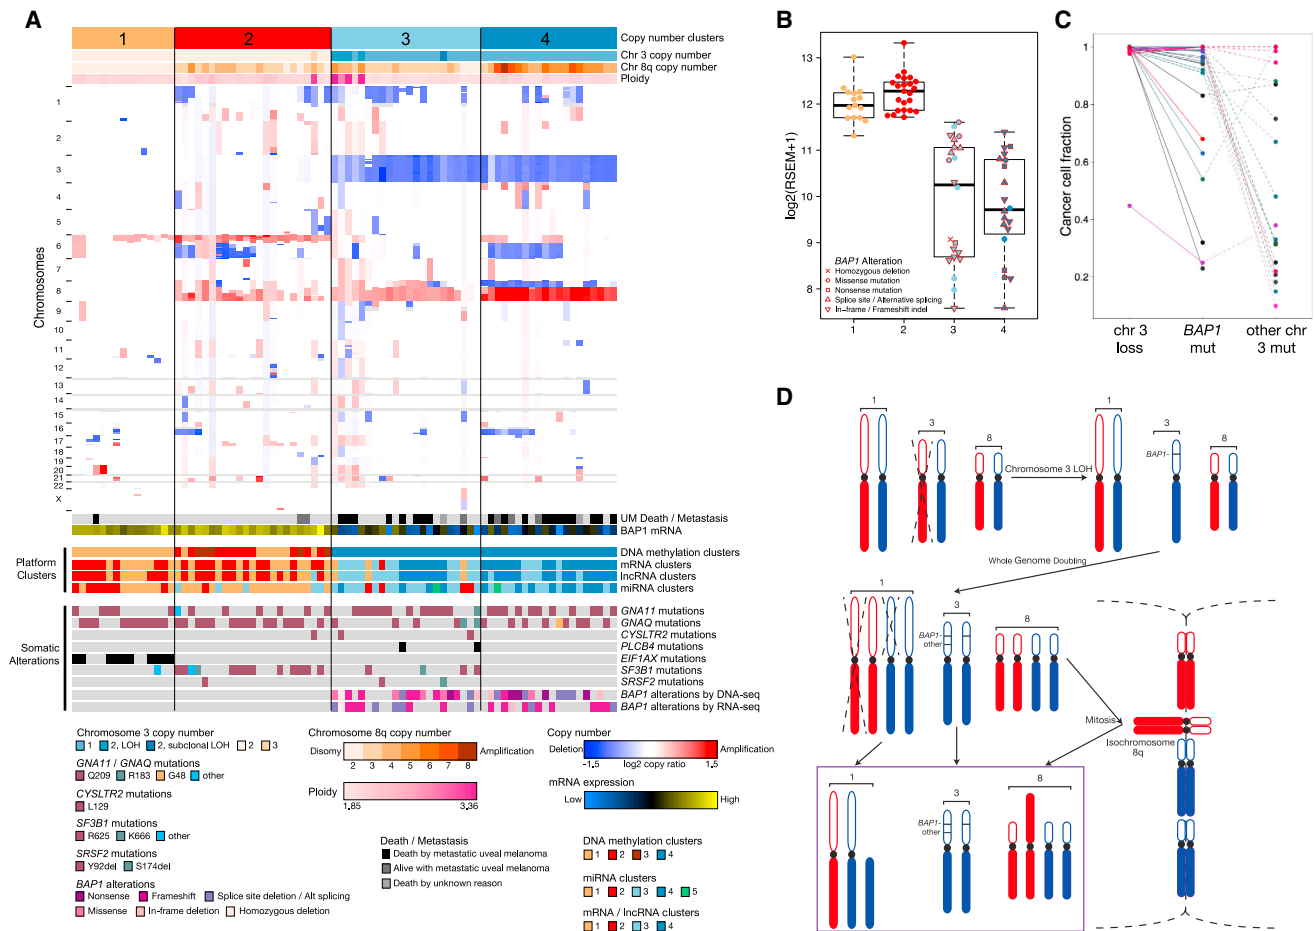 A
1 2 3 4
Copy number clusters
Chr 3 copy number
Chr 8q copy number
Ploidy
Chromosomes
1
2
3
4
5
6
7
8
9
10
11
12
13
14
15
16
17
18
19
20
21
22
X
UM Death / Metastasis
BAP1 mRNA
Platform
Clusters
DNA methylation clusters
mRNA clusters
lncRNA clusters
miRNA clusters
Somatic
Alterations
GNA11 mutations
GNAQ mutations
CYSLTR2 mutations
PLCB4 mutations
EIF1AX mutations
SF3B1 mutations
SRSF2 mutations
BAP1 alterations by DNA-seq
BAP1 alterations by RNA-seq
Chromosome 3 copy number
1 2, LOH 2, subclonal LOH 2 3
GNA11 / GNAQ mutations
Q209 R183 G48 other
CYSLTR2 mutations
L129
SF3B1 mutations
R625 K666 other
SRSF2 mutations
Y92del S174del
BAP1 alterations
Nonsense Frameshift Splice site deletion / Alt splicing
Missense In-frame deletion Homozygous deletion
Chromosome 8q copy number
Disomy Amplification
2 3 4 5 6 7 8
Ploidy
1.85 3.36
Death / Metastasis
Death by metastatic uveal melanoma
Alive with metastatic uveal melanoma
Death by unknown reason
Copy number
Deletion Amplification
-1.5 log2 copy ratio 1.5
mRNA expression
Low High
DNA methylation clusters
1 2 3 4
miRNA clusters
1 2 3 4 5
mRNA / lncRNA clusters
1 2 3 4
B
log2(RSEM+1)
13
12
11
10
9
8
BAP1 Alteration
Homozygous deletion
Missense mutation
Nonsense mutation
Splice site / Alternative splicing
In-frame / Frameshift indel
1 2 3 4
C
Cancer cell fraction
1
0.8
0.6
0.4
0.2
chr 3
loss
BAP1
mut
other chr
3 mut
D
1
3
8
Chromosome 3 LOH
1
3
BAP1-
8
Whole Genome Doubling
1
3
BAP1-
other
8
Mitosis
Isochromosome
8q
1
3
BAP1-
other
8